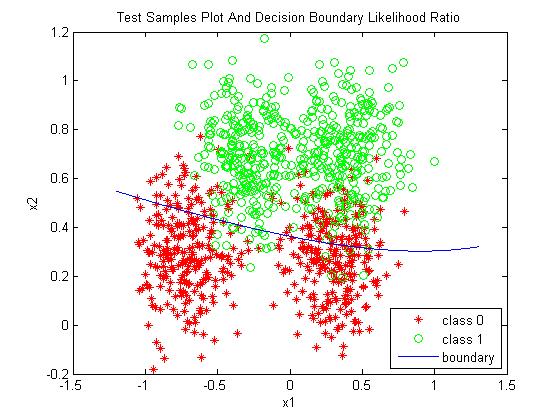 Test Samples Plot And Decision Boundary Likelihood Ratio
1.2
1
0.8
0.6
0.4
0.2
0
-0.2
x2
-1.5 -1 -0.5 0 0.5 1 1.5
x1
class 0
class 1
boundary